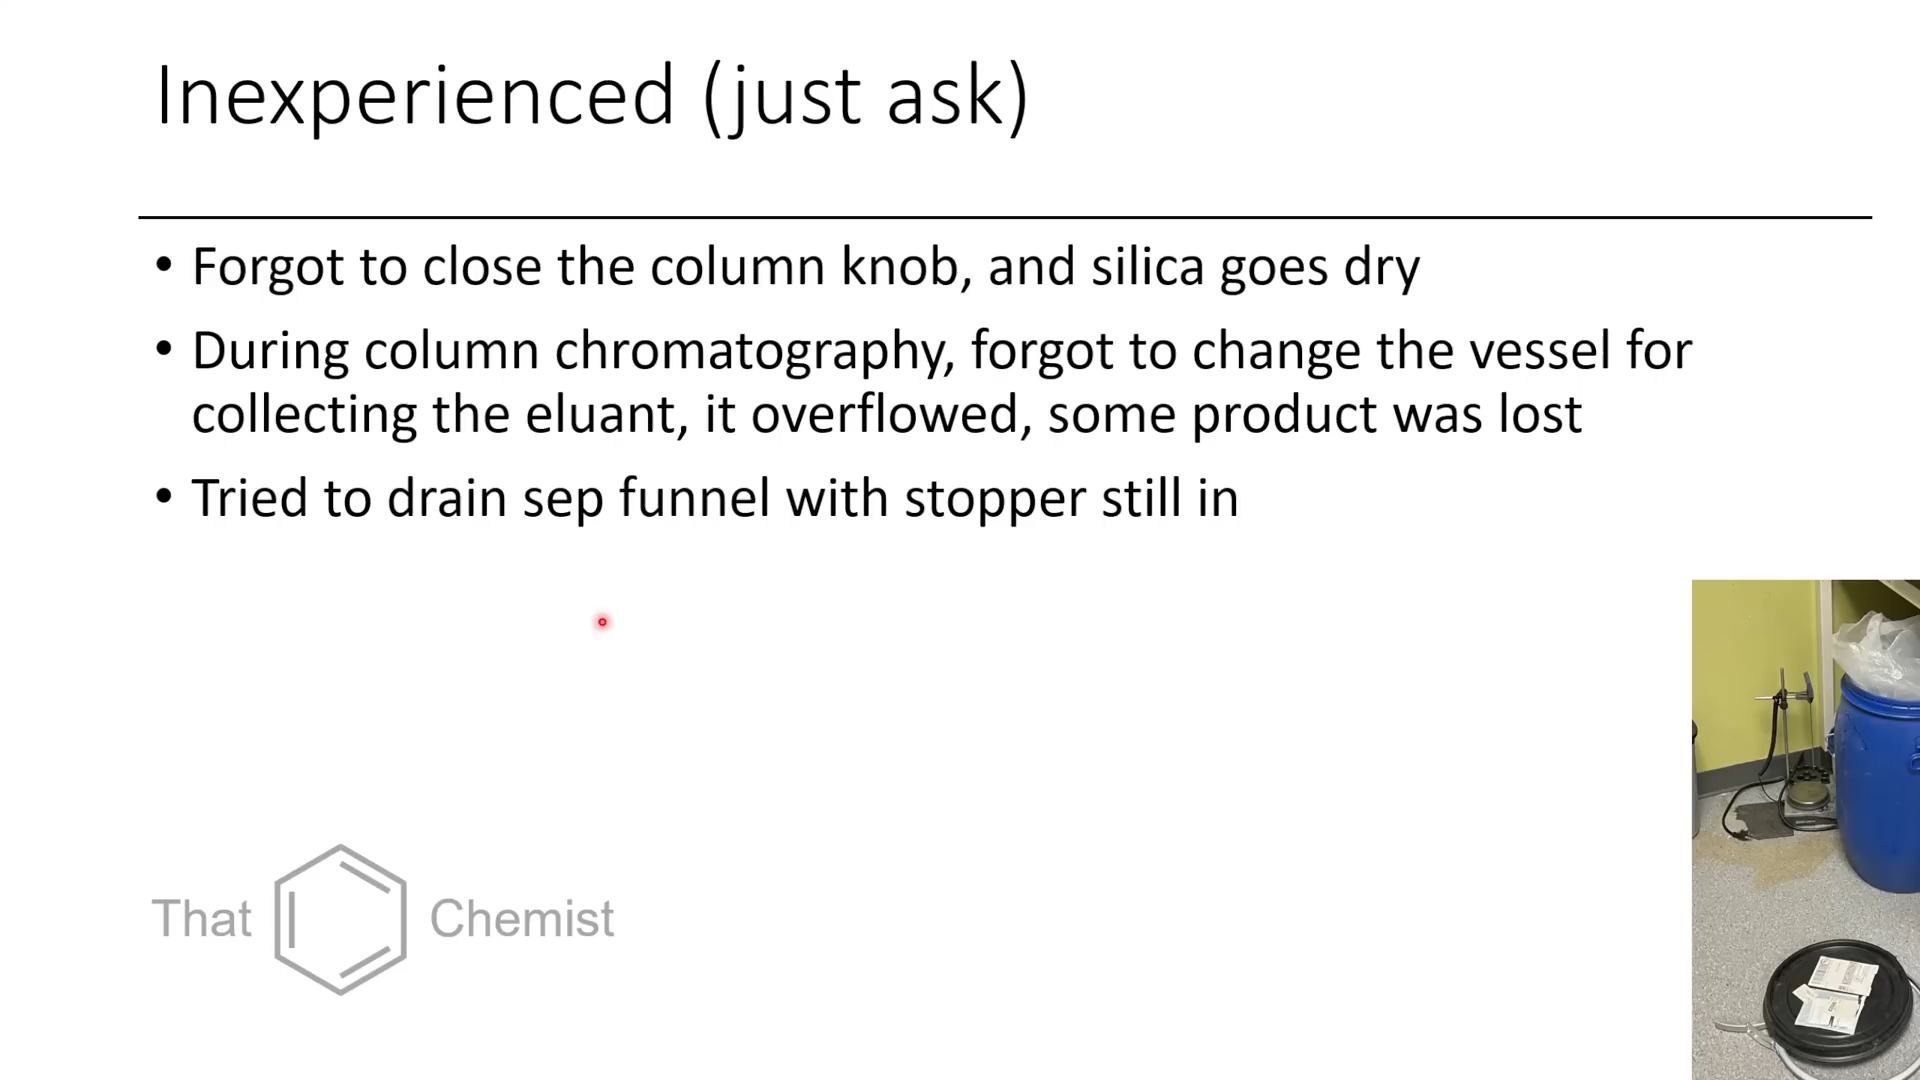 Inexperienced (just ask)
• Forgot to close the column knob, and silica goes dry
• During column chromatography, forgot to change the vessel for
collecting the eluant, it overflowed, some product was lost
• Tried to drain sep funnel with stopper still in
That Chemist